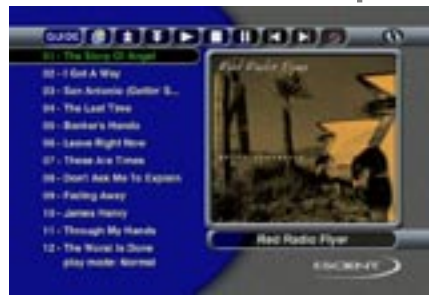 GUIDE
01 - The Story Of Angel
02 - I Got A Way
03 - San Antonio (Gettin' S...
04 - The Last Time
05 - Banker's Hands
06 - Leave Right Now
07 - These Are Times
08 - Don't Ask Me To Explain
09 - Fading Away
10 - James Henry
11 - Through My Hands
12 - The Worst Is Done
play mode: Normal
Red Radio Flyer
Red Radio Flyer
ESCIENT